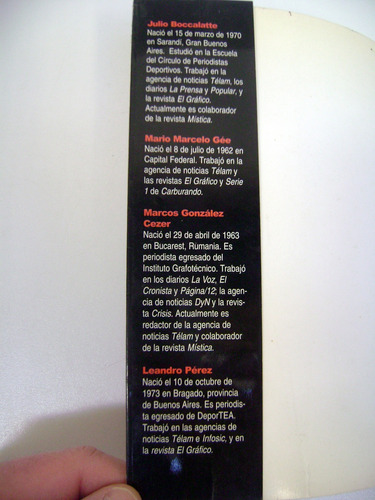 Julio Boccalatte
Nació el 15 de marzo de 1970
en Sarandí, Gran Buenos
Aires. Estudió en la Escuela
del Círculo de Periodistas
Deportivos. Trabajó en la
agencia de noticias Télam, los
diarios La Prensa y Popular, y
la revista El Gráfico.
Actualmente es colaborador
de la revista Mística.
Mario Marcelo Gée
Nació el 8 de julio de 1962 en
Capital Federal. Trabajó en la
agencia de noticias Télam y
las revistas El Gráfico y Serie
1 de Carburando.
Marcos González
Cezer
Nació el 29 de abril de 1963
en Bucarest, Rumania. Es
periodista egresado del
Instituto Grafotécnico. Trabajó
en los diarios La Voz, El
Cronista y Página/12; la agen-
cia de noticias DyN y la revis-
ta Crisis. Actualmente es
redactor de la agencia de
noticias Télam y colaborador
de la revista Mística.
Leandro Pérez
Nació el 10 de octubre de
1973 en Bragado, provincia
de Buenos Aires. Es periodis-
ta egresado de DeporTEA.
Trabajó en las agencias de
noticias Télam e Infosic, y en
la revista El Gráfico.